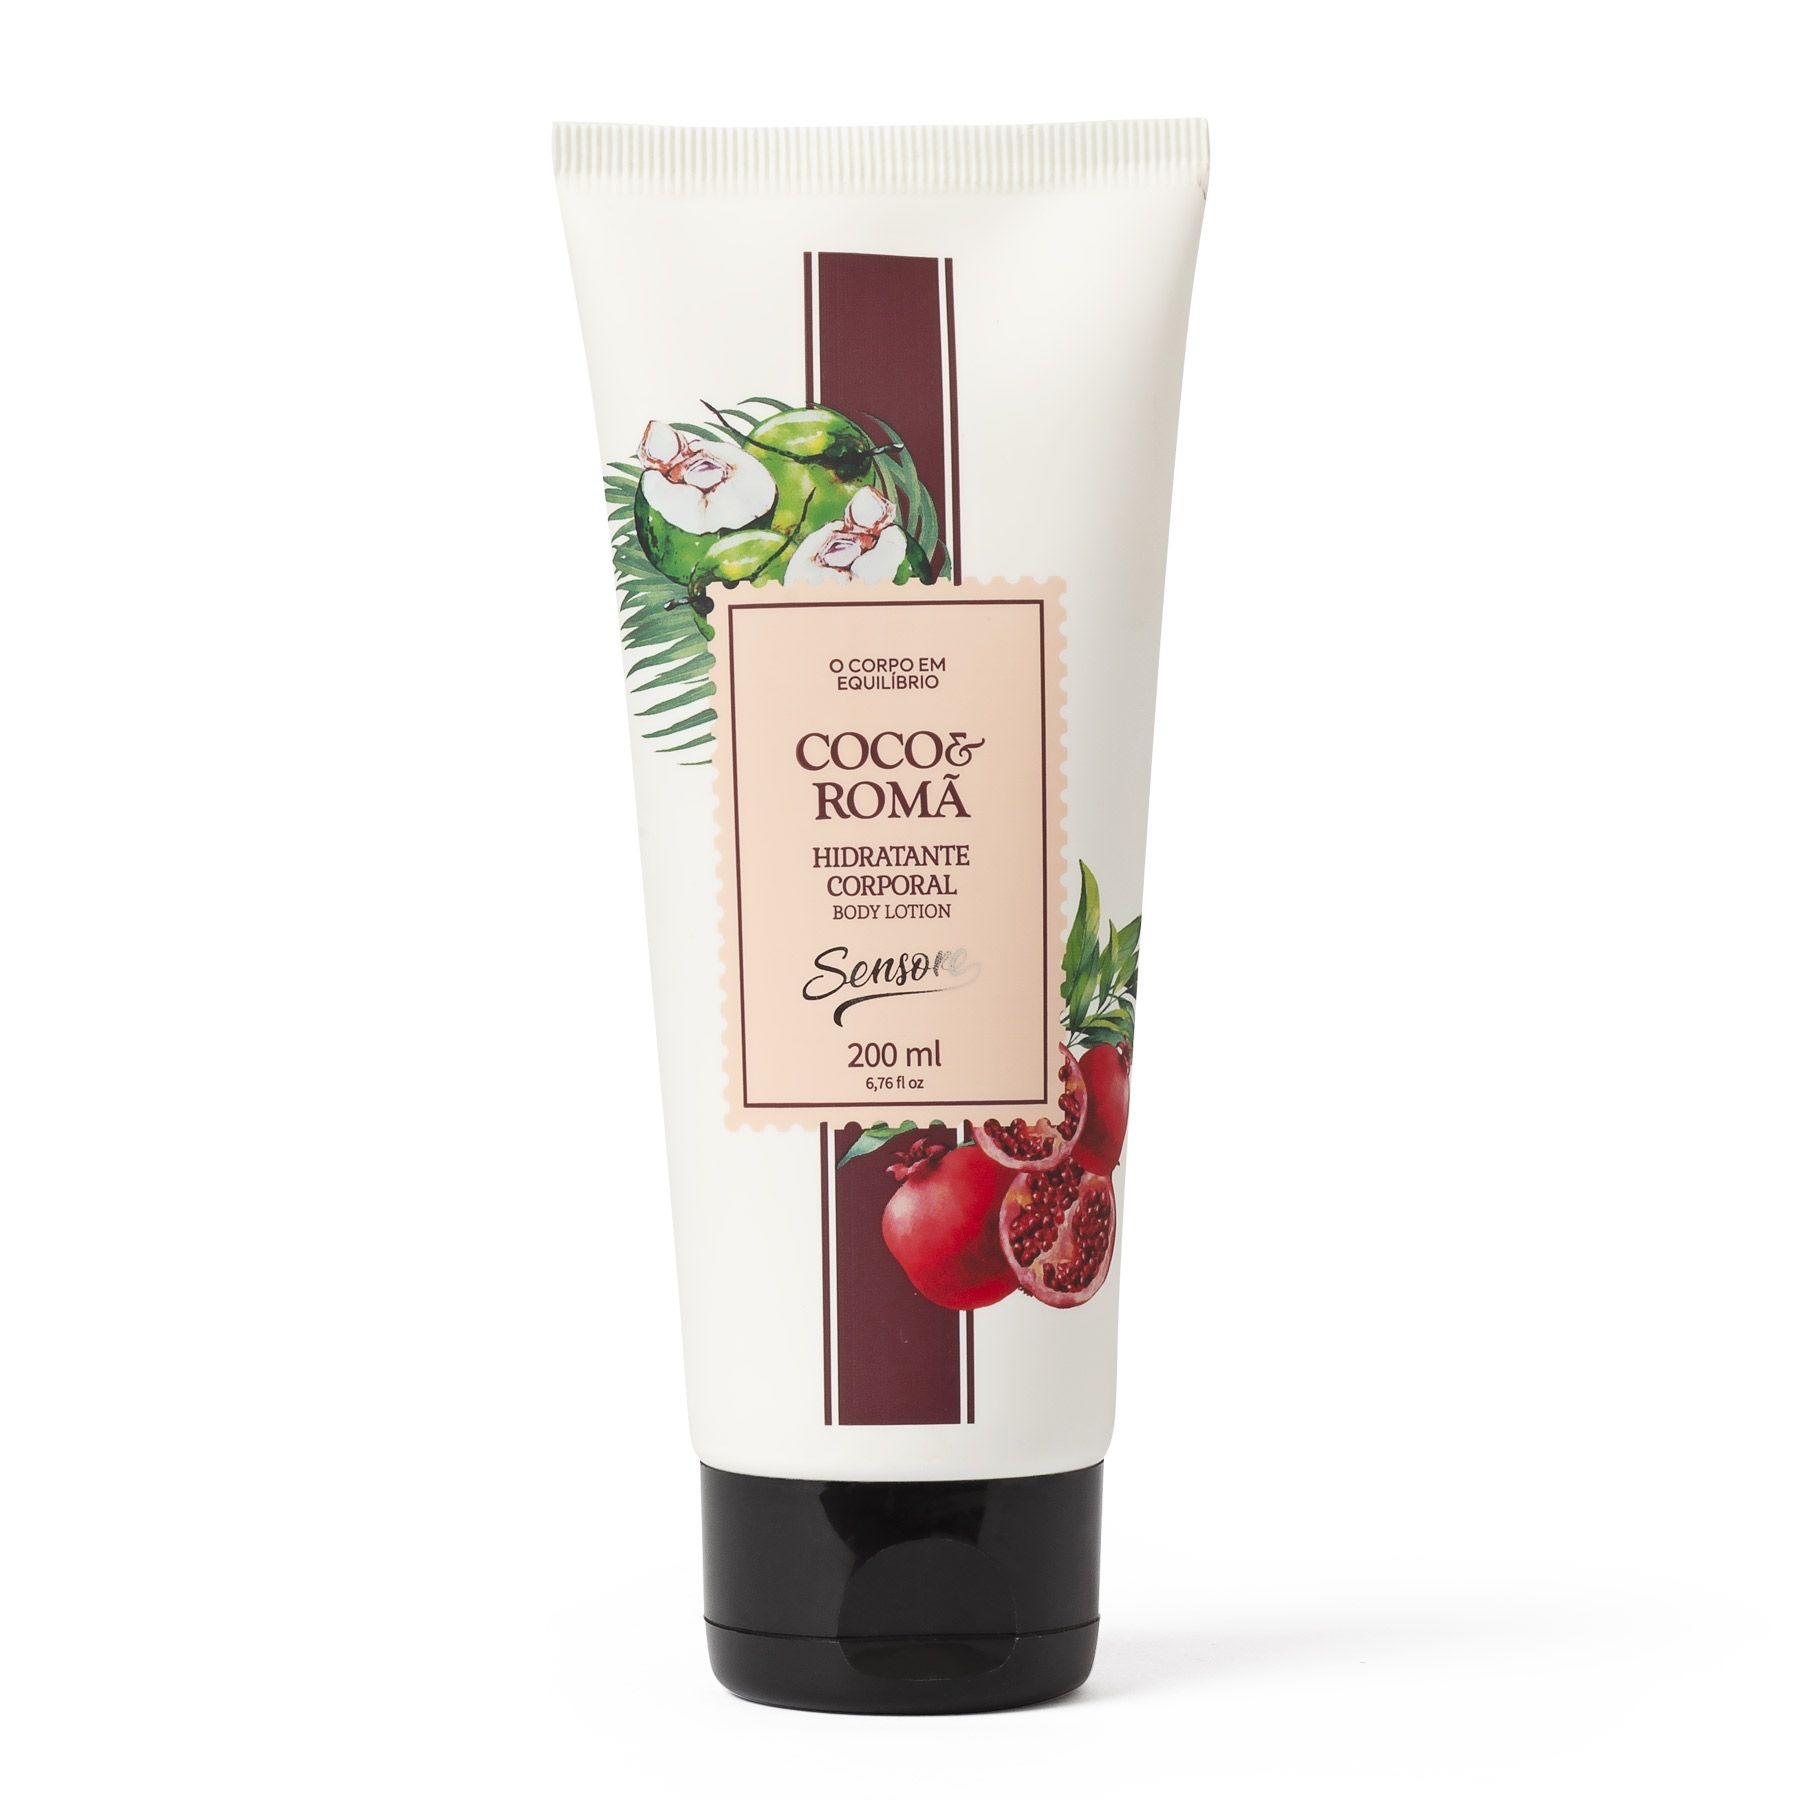 O CORPO EM
EQUILÍBRIO
COCO&
ROMÃ
HIDRATANTE
CORPORAL
BODY LOTION
Sensore
200 ml
6,76 fl oz